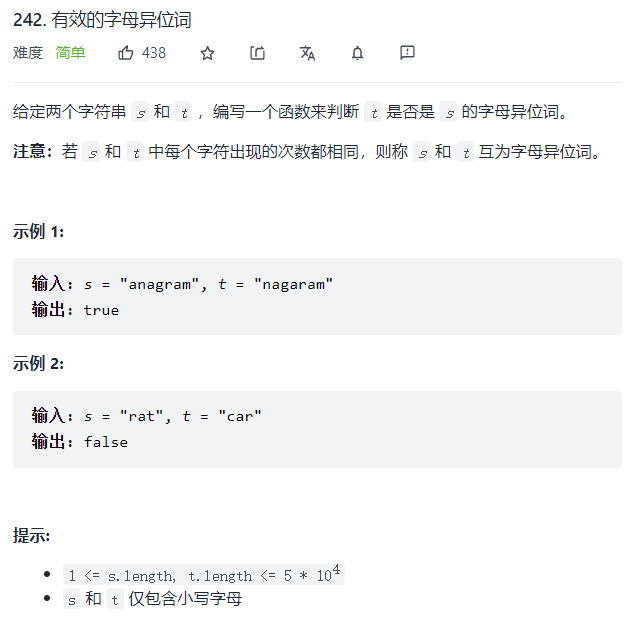 242. 有效的字母异位词
难度 简单 438
给定两个字符串 s 和 t ，编写一个函数来判断 t 是否是 s 的字母异位词。
注意：若 s 和 t 中每个字符出现的次数都相同，则称 s 和 t 互为字母异位词。
示例 1:
输入: s = "anagram", t = "nagaram"
输出: true
示例 2:
输入: s = "rat", t = "car"
输出: false
提示:
1 <= s.length, t.length <= 5 * 10⁴
s 和 t 仅包含小写字母